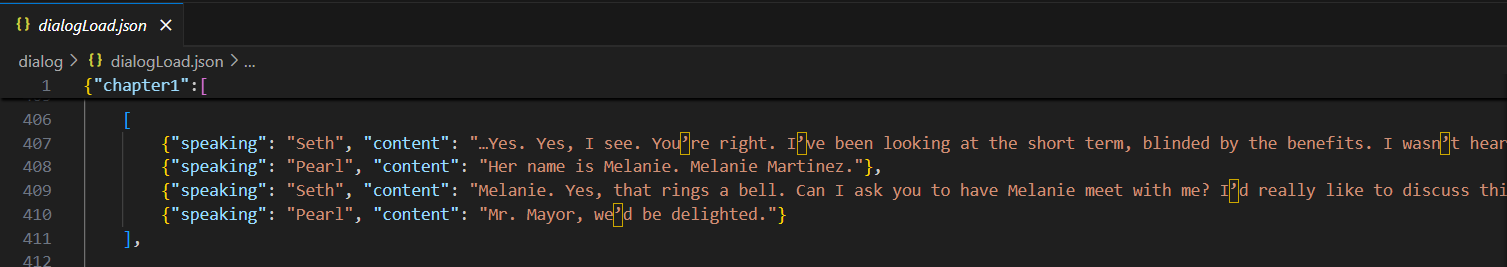 {} dialogLoad.json ×
dialog > {} dialogLoad.json > ...
1 {"chapter1":[
406 [
407 {"speaking": "Seth", "content": "…Yes. Yes, I see. You’re right. I’ve been looking at the short term, blinded by the benefits. I wasn’t hear
408 {"speaking": "Pearl", "content": "Her name is Melanie. Melanie Martinez."},
409 {"speaking": "Seth", "content": "Melanie. Yes, that rings a bell. Can I ask you to have Melanie meet with me? I’d really like to discuss thi
410 {"speaking": "Pearl", "content": "Mr. Mayor, we’d be delighted."}
411 ],
412